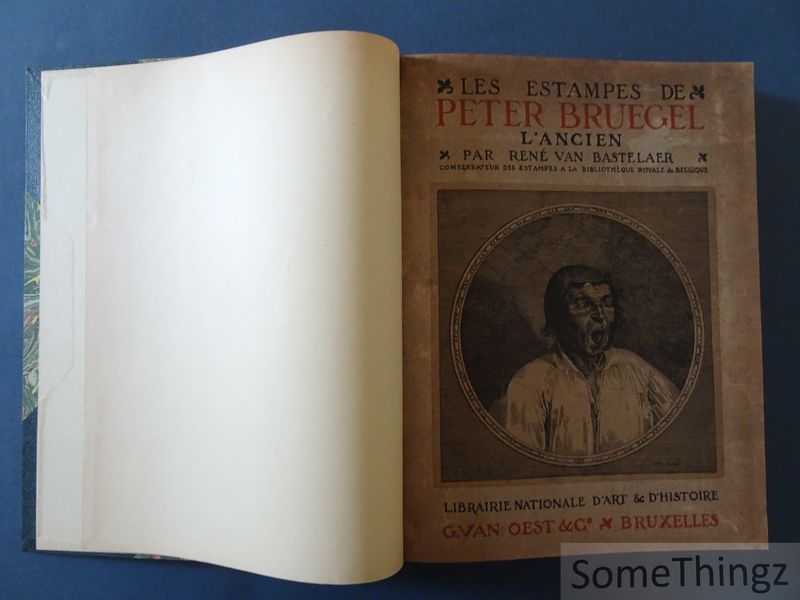 LES ESTAMPES DE
PETER BRUEGEL
L'ANCIEN
PAR RENÉ VAN BASTELAER
CONSERVATEUR DES ESTAMPES A LA BIBLIOTHÈQUE ROYALE de BELGIQUE
LIBRAIRIE NATIONALE D'ART & D'HISTOIRE
G. VAN OEST & Cº BRUXELLES
SomeThingz